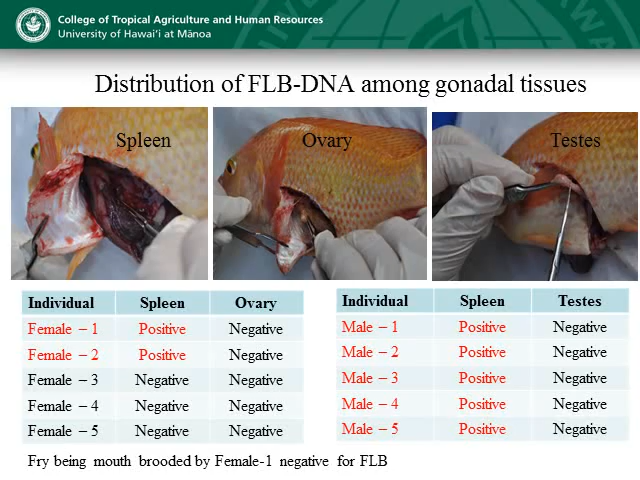 College of Tropical Agriculture and Human Resources
University of Hawai'i at Mānoa
Distribution of FLB-DNA among gonadal tissues
Spleen Ovary Testes
Individual Spleen Ovary
Female – 1 Positive Negative
Female – 2 Positive Negative
Female – 3 Negative Negative
Female – 4 Negative Negative
Female – 5 Negative Negative
Individual Spleen Testes
Male – 1 Positive Negative
Male – 2 Positive Negative
Male – 3 Positive Negative
Male – 4 Positive Negative
Male – 5 Positive Negative
Fry being mouth brooded by Female-1 negative for FLB